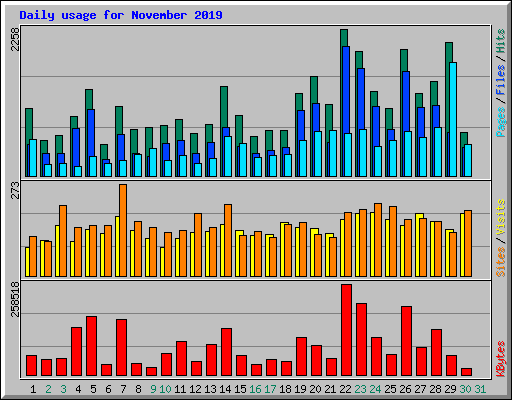 Daily usage for November 2019
2258
Pages / Files / Hits
273
Sites / Visits
258518
KBytes
1 2 3 4 5 6 7 8 9 10 11 12 13 14 15 16 17 18 19 20 21 22 23 24 25 26 27 28 29 30 31